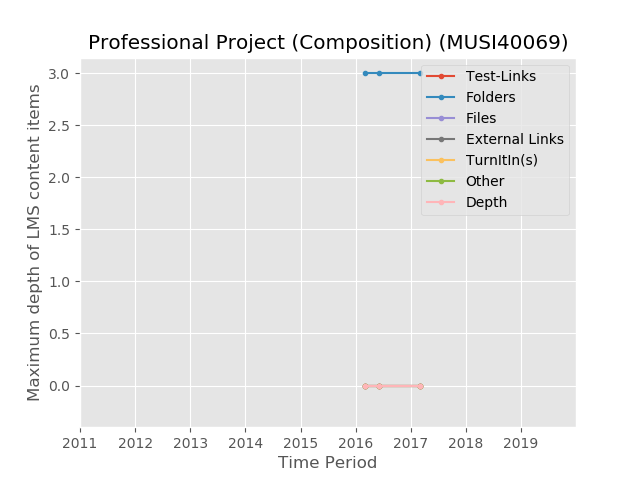 Professional Project (Composition) (MUSI40069)
Maximum depth of LMS content items
3.0
2.5
2.0
1.5
1.0
0.5
0.0
Test-Links
Folders
Files
External Links
TurnItIn(s)
Other
Depth
2011 2012 2013 2014 2015 2016 2017 2018 2019
Time Period